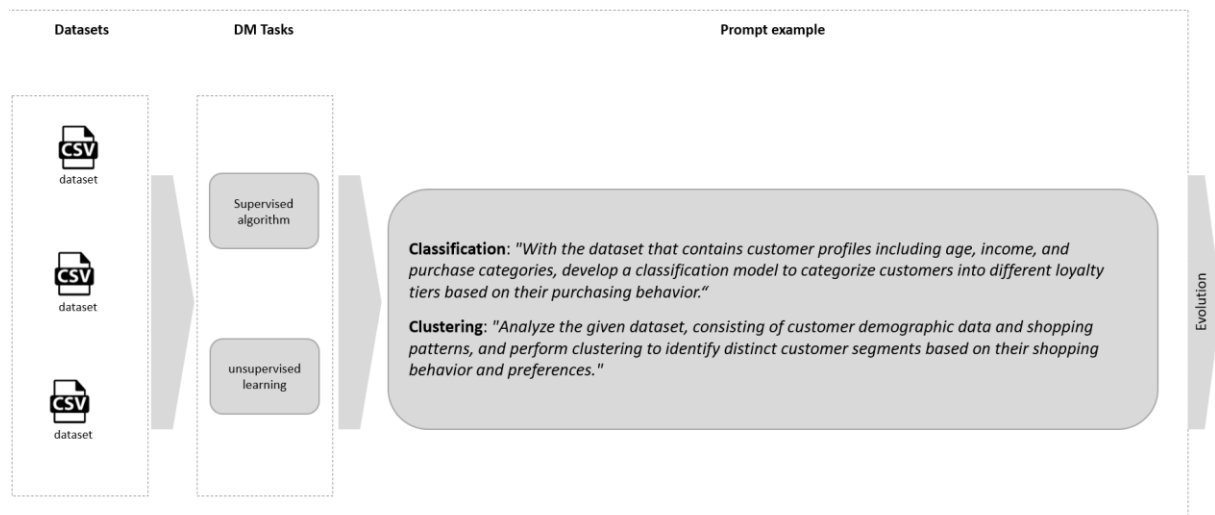 Datasets
DM Tasks
Prompt example
CSV
dataset
CSV
dataset
CSV
dataset
Supervised
algorithm
unsupervised
learning
Classification: "With the dataset that contains customer profiles including age, income, and
purchase categories, develop a classification model to categorize customers into different loyalty
tiers based on their purchasing behavior.“
Clustering: "Analyze the given dataset, consisting of customer demographic data and shopping
patterns, and perform clustering to identify distinct customer segments based on their shopping
behavior and preferences."
Evolution